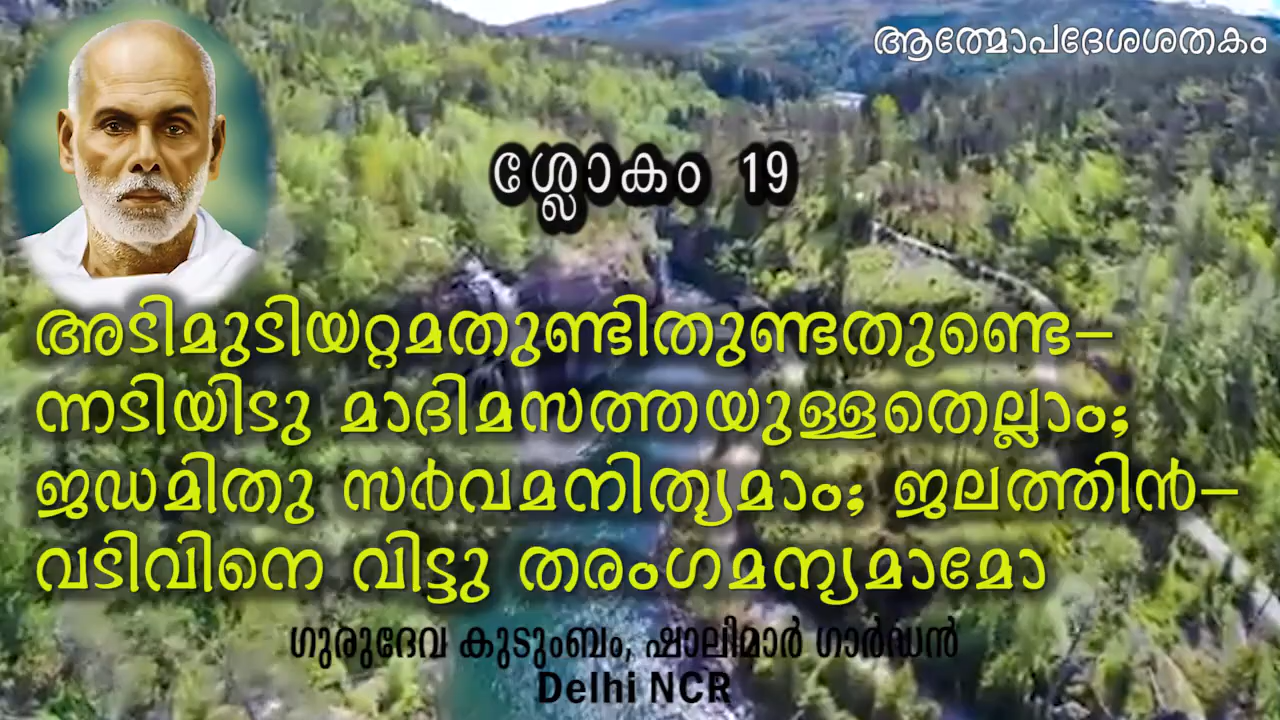 ആത്മോപദേശശതകം
ശ്ലോകം 19
അടിമുടിയറ്റമതുണ്ടിതുണ്ടതുണ്ടെ–
ന്നടിയിടു മാദിമസത്തയുള്ളതെല്ലാം;
ജഡമിതു സർവമനിത്യമാം; ജലത്തിൻ–
വടിവിനെ വിട്ടു തരംഗമന്യമാമോ
ഗുരുദേവ കുടുംബം, ഷാലിമാർ ഗാർഡൻ
Delhi NCR